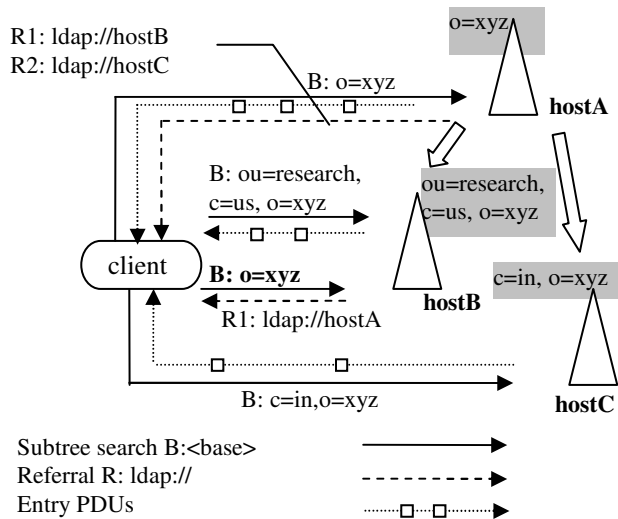 R1: ldap://hostB
R2: ldap://hostC
o=xyz
B: o=xyz
hostA
B: ou=research,
c=us, o=xyz
ou=research,
c=us, o=xyz
client
B: o=xyz
R1: ldap://hostA
hostB
c=in, o=xyz
B: c=in,o=xyz
hostC
Subtree search B:<base>
Referral R: ldap://
Entry PDUs